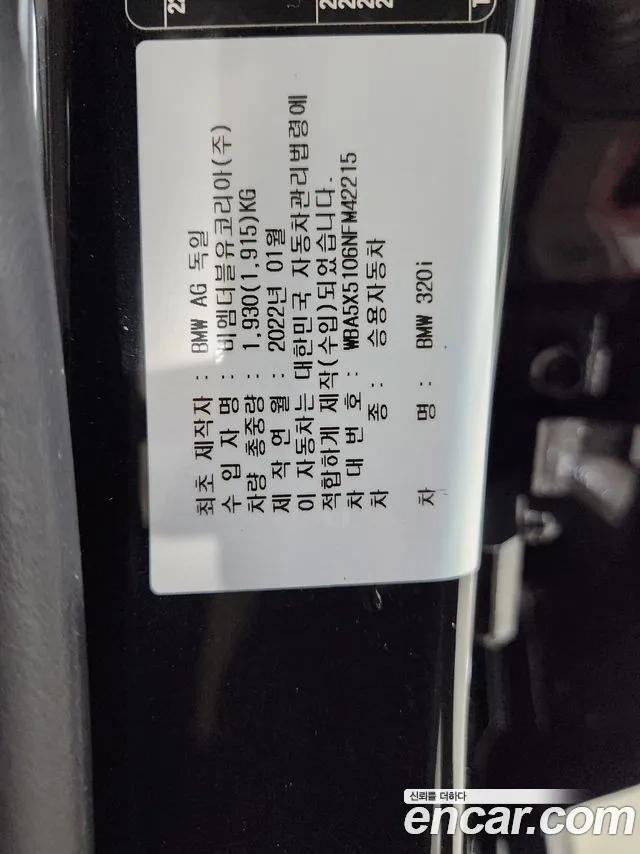 최초 제작자 : BMW AG 독일
수 입 자 명 : 비엠더블유코리아(주)
차량 총중량 : 1,930(1,915)KG
제 작 연 월 : 2022년 01월
이 자동차는 대한민국 자동차관리법령에
적합하게 제작(수입)되었습니다.
차 대 번 호 : WBA5X5106NFM42215
차 종 : 승용자동차
차 명 : BMW 320i
신뢰를 더하다
encar.com